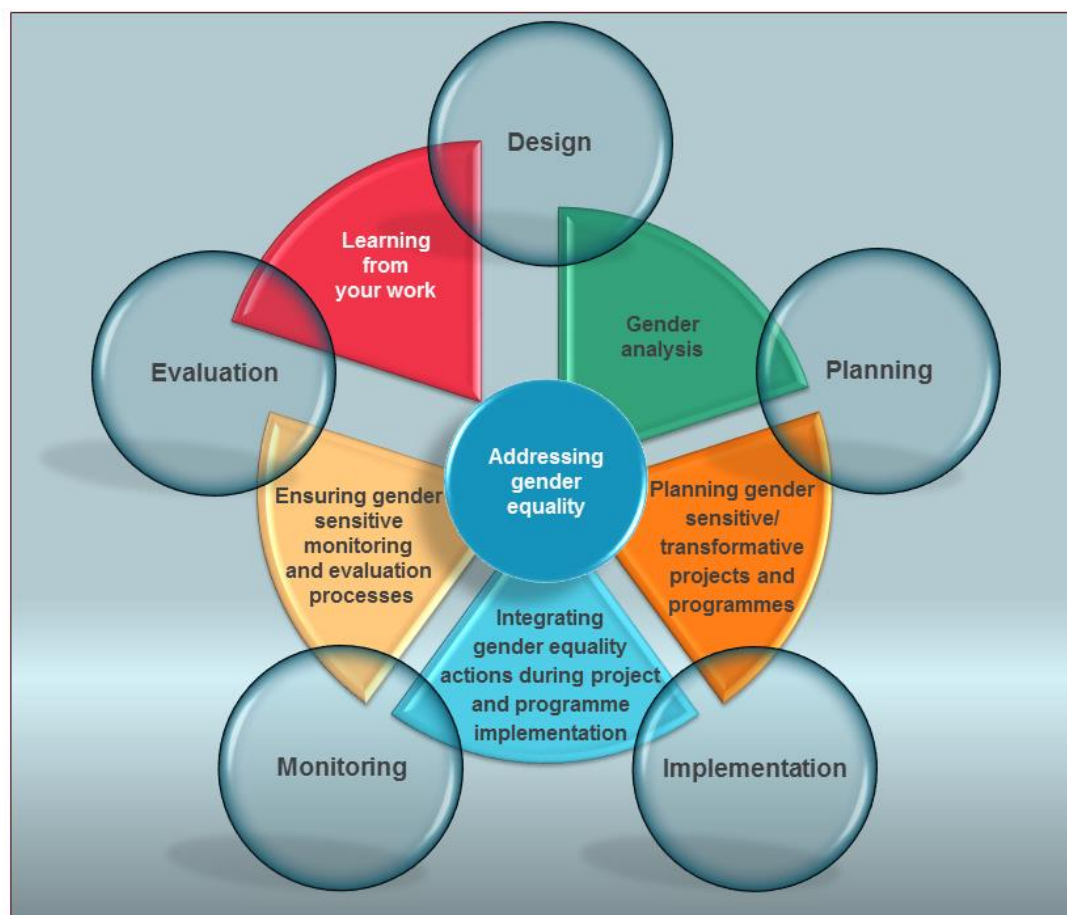 Design
Learning
from
your work
Gender
analysis
Evaluation
Planning
Addressing
gender
equality
Ensuring gender
sensitive
monitoring
and evaluation
processes
Planning gender
sensitive/
transformative
projects and
programmes
Integrating
gender equality
actions during project
and programme
implementation
Monitoring
Implementation